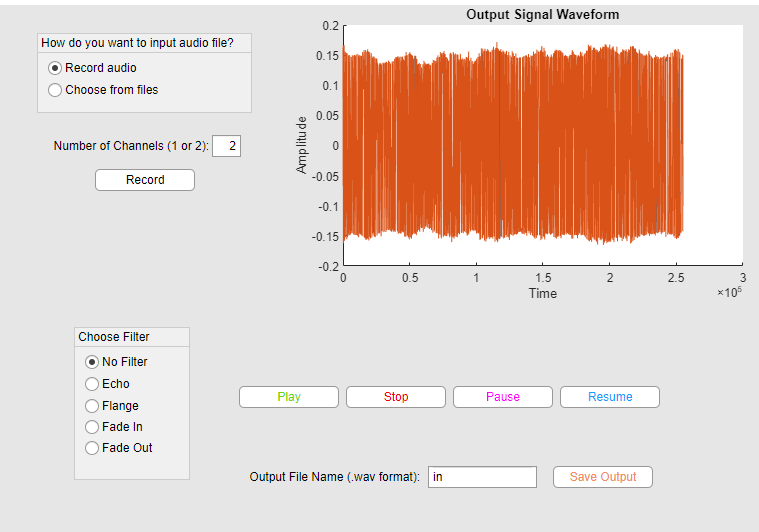 How do you want to input audio file?
Record audio
Choose from files
Number of Channels (1 or 2): 2
Record
Output Signal Waveform
0.2
0.15
0.1
0.05
0
-0.05
-0.1
-0.15
-0.2
Amplitude
0 0.5 1 1.5 2 2.5 3
Time
×10⁵
Choose Filter
No Filter
Echo
Flange
Fade In
Fade Out
Play Stop Pause Resume
Output File Name (.wav format): in Save Output